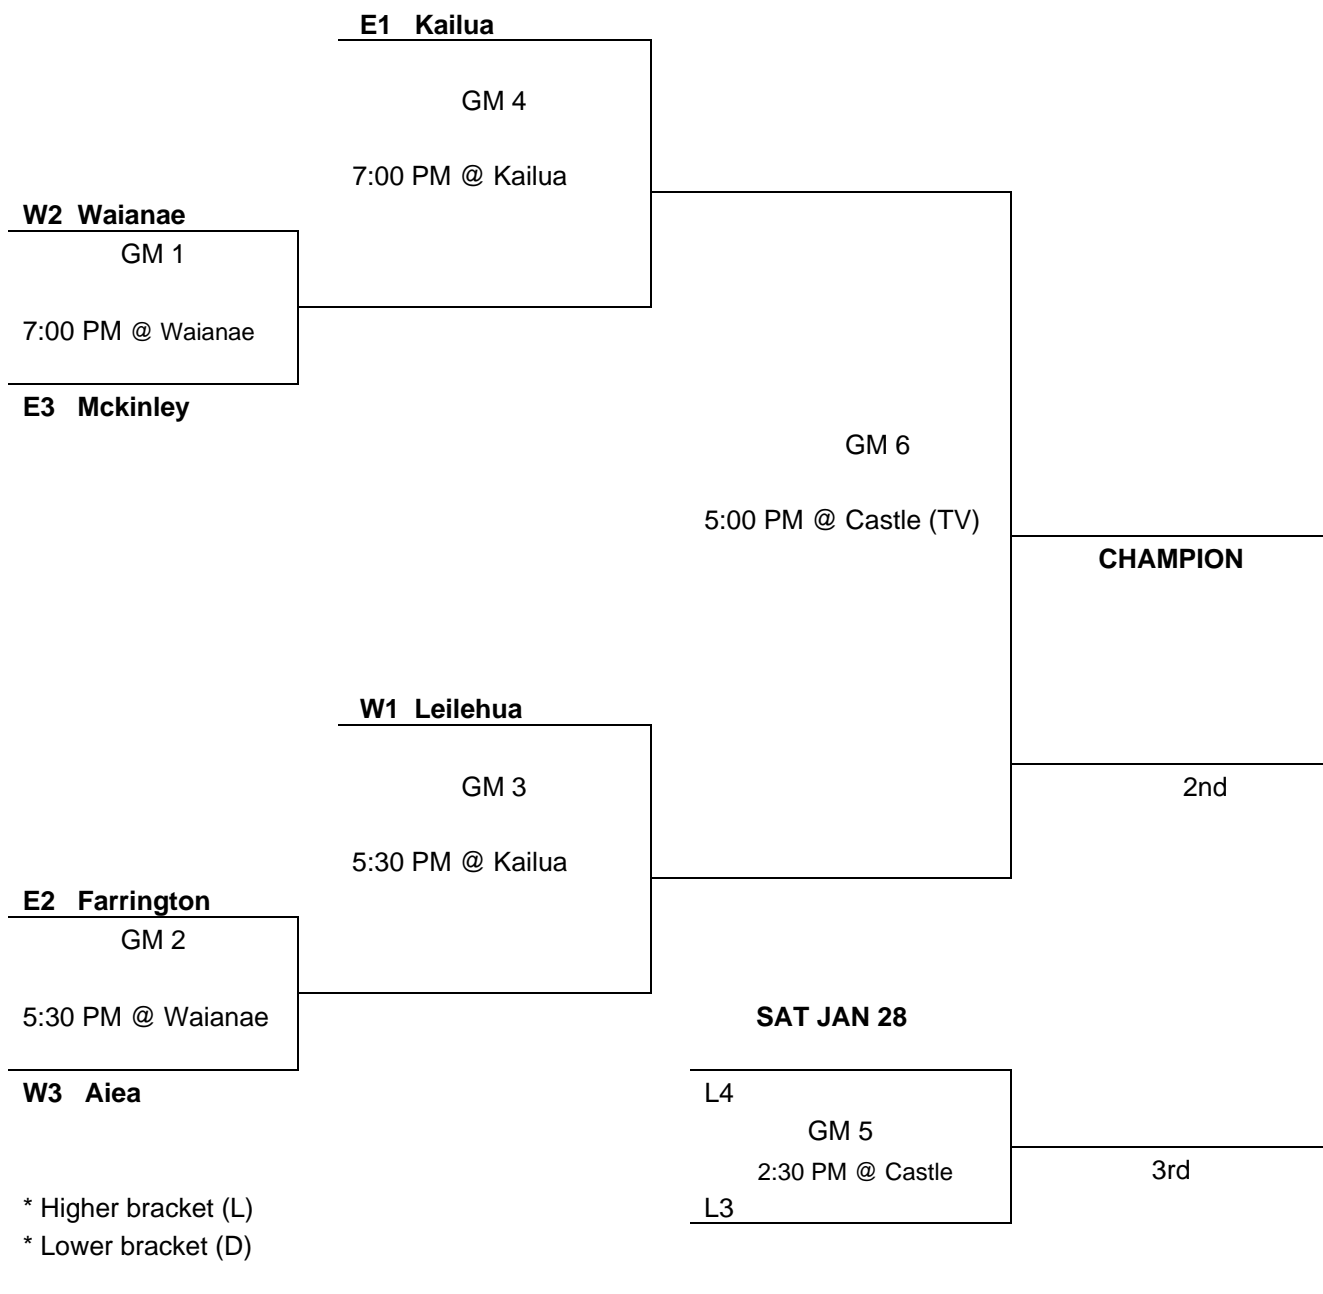 E1 Kailua
GM 4
7:00 PM @ Kailua
W2 Waianae
GM 1
7:00 PM @ Waianae
E3 Mckinley
GM 6
5:00 PM @ Castle (TV)
CHAMPION
W1 Leilehua
GM 3
2nd
5:30 PM @ Kailua
E2 Farrington
GM 2
5:30 PM @ Waianae
SAT JAN 28
W3 Aiea
L4
GM 5
2:30 PM @ Castle
3rd
L3
* Higher bracket (L)
* Lower bracket (D)